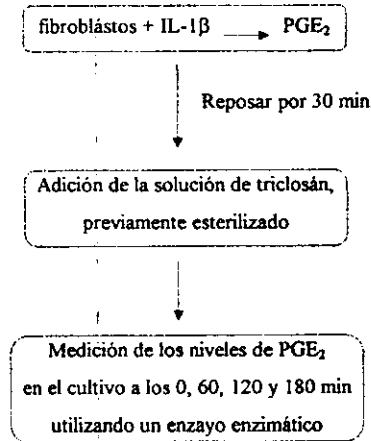 fibroblástos + IL-1β → PGE₂
Reposar por 30 min
Adición de la solución de triclosán,
previamente esterilizado
Medición de los niveles de PGE₂
en el cultivo a los 0, 60, 120 y 180 min
utilizando un enzayo enzimático